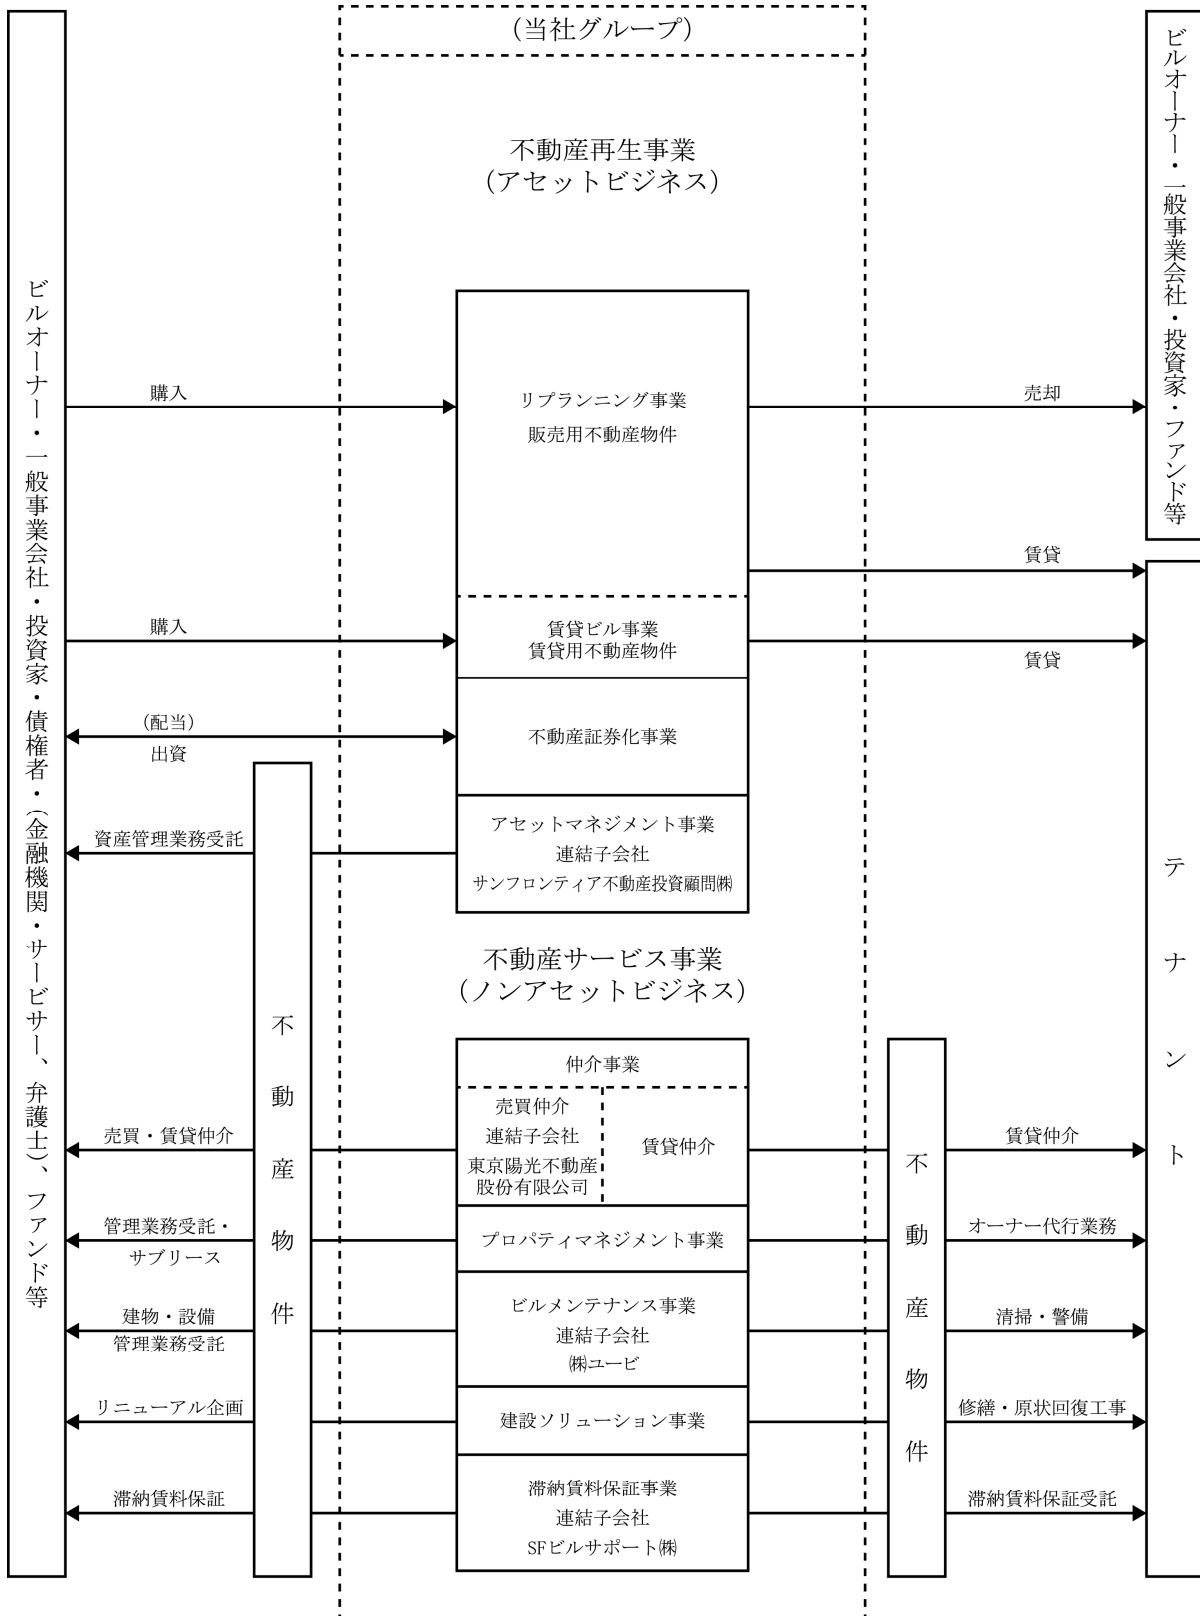 （当社グループ）
ビルオーナー・一般事業会社・投資家・債権者・（金融機関・サービサー、弁護士）、ファンド等
ビルオーナー・一般事業会社・投資家・ファンド等
不動産再生事業
（アセットビジネス）
購入
リプランニング事業
販売用不動産物件
売却
賃貸
購入
賃貸ビル事業
賃貸用不動産物件
賃貸
（配当）
出資
不動産証券化事業
資産管理業務受託
アセットマネジメント事業
連結子会社
サンフロンティア不動産投資顧問㈱
テナント
不動産サービス事業
（ノンアセットビジネス）
不動産物件
不動産物件
仲介事業
売買・賃貸仲介
売買仲介
連結子会社
東京陽光不動産
股份有限公司
賃貸仲介
賃貸仲介
管理業務受託・
サブリース
プロパティマネジメント事業
オーナー代行業務
建物・設備
管理業務受託
ビルメンテナンス事業
連結子会社
㈱ユービ
清掃・警備
リニューアル企画
建設ソリューション事業
修繕・原状回復工事
滞納賃料保証
滞納賃料保証事業
連結子会社
SFビルサポート㈱
滞納賃料保証受託